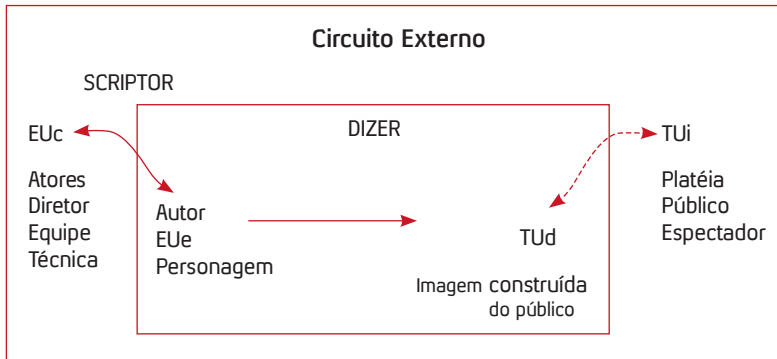 Circuito Externo
SCRIPTOR
DIZER
EUc
TUi
Atores
Diretor
Equipe
Técnica
Autor
EUe
Personagem
TUd
Imagem construída
do público
Platéia
Público
Espectador